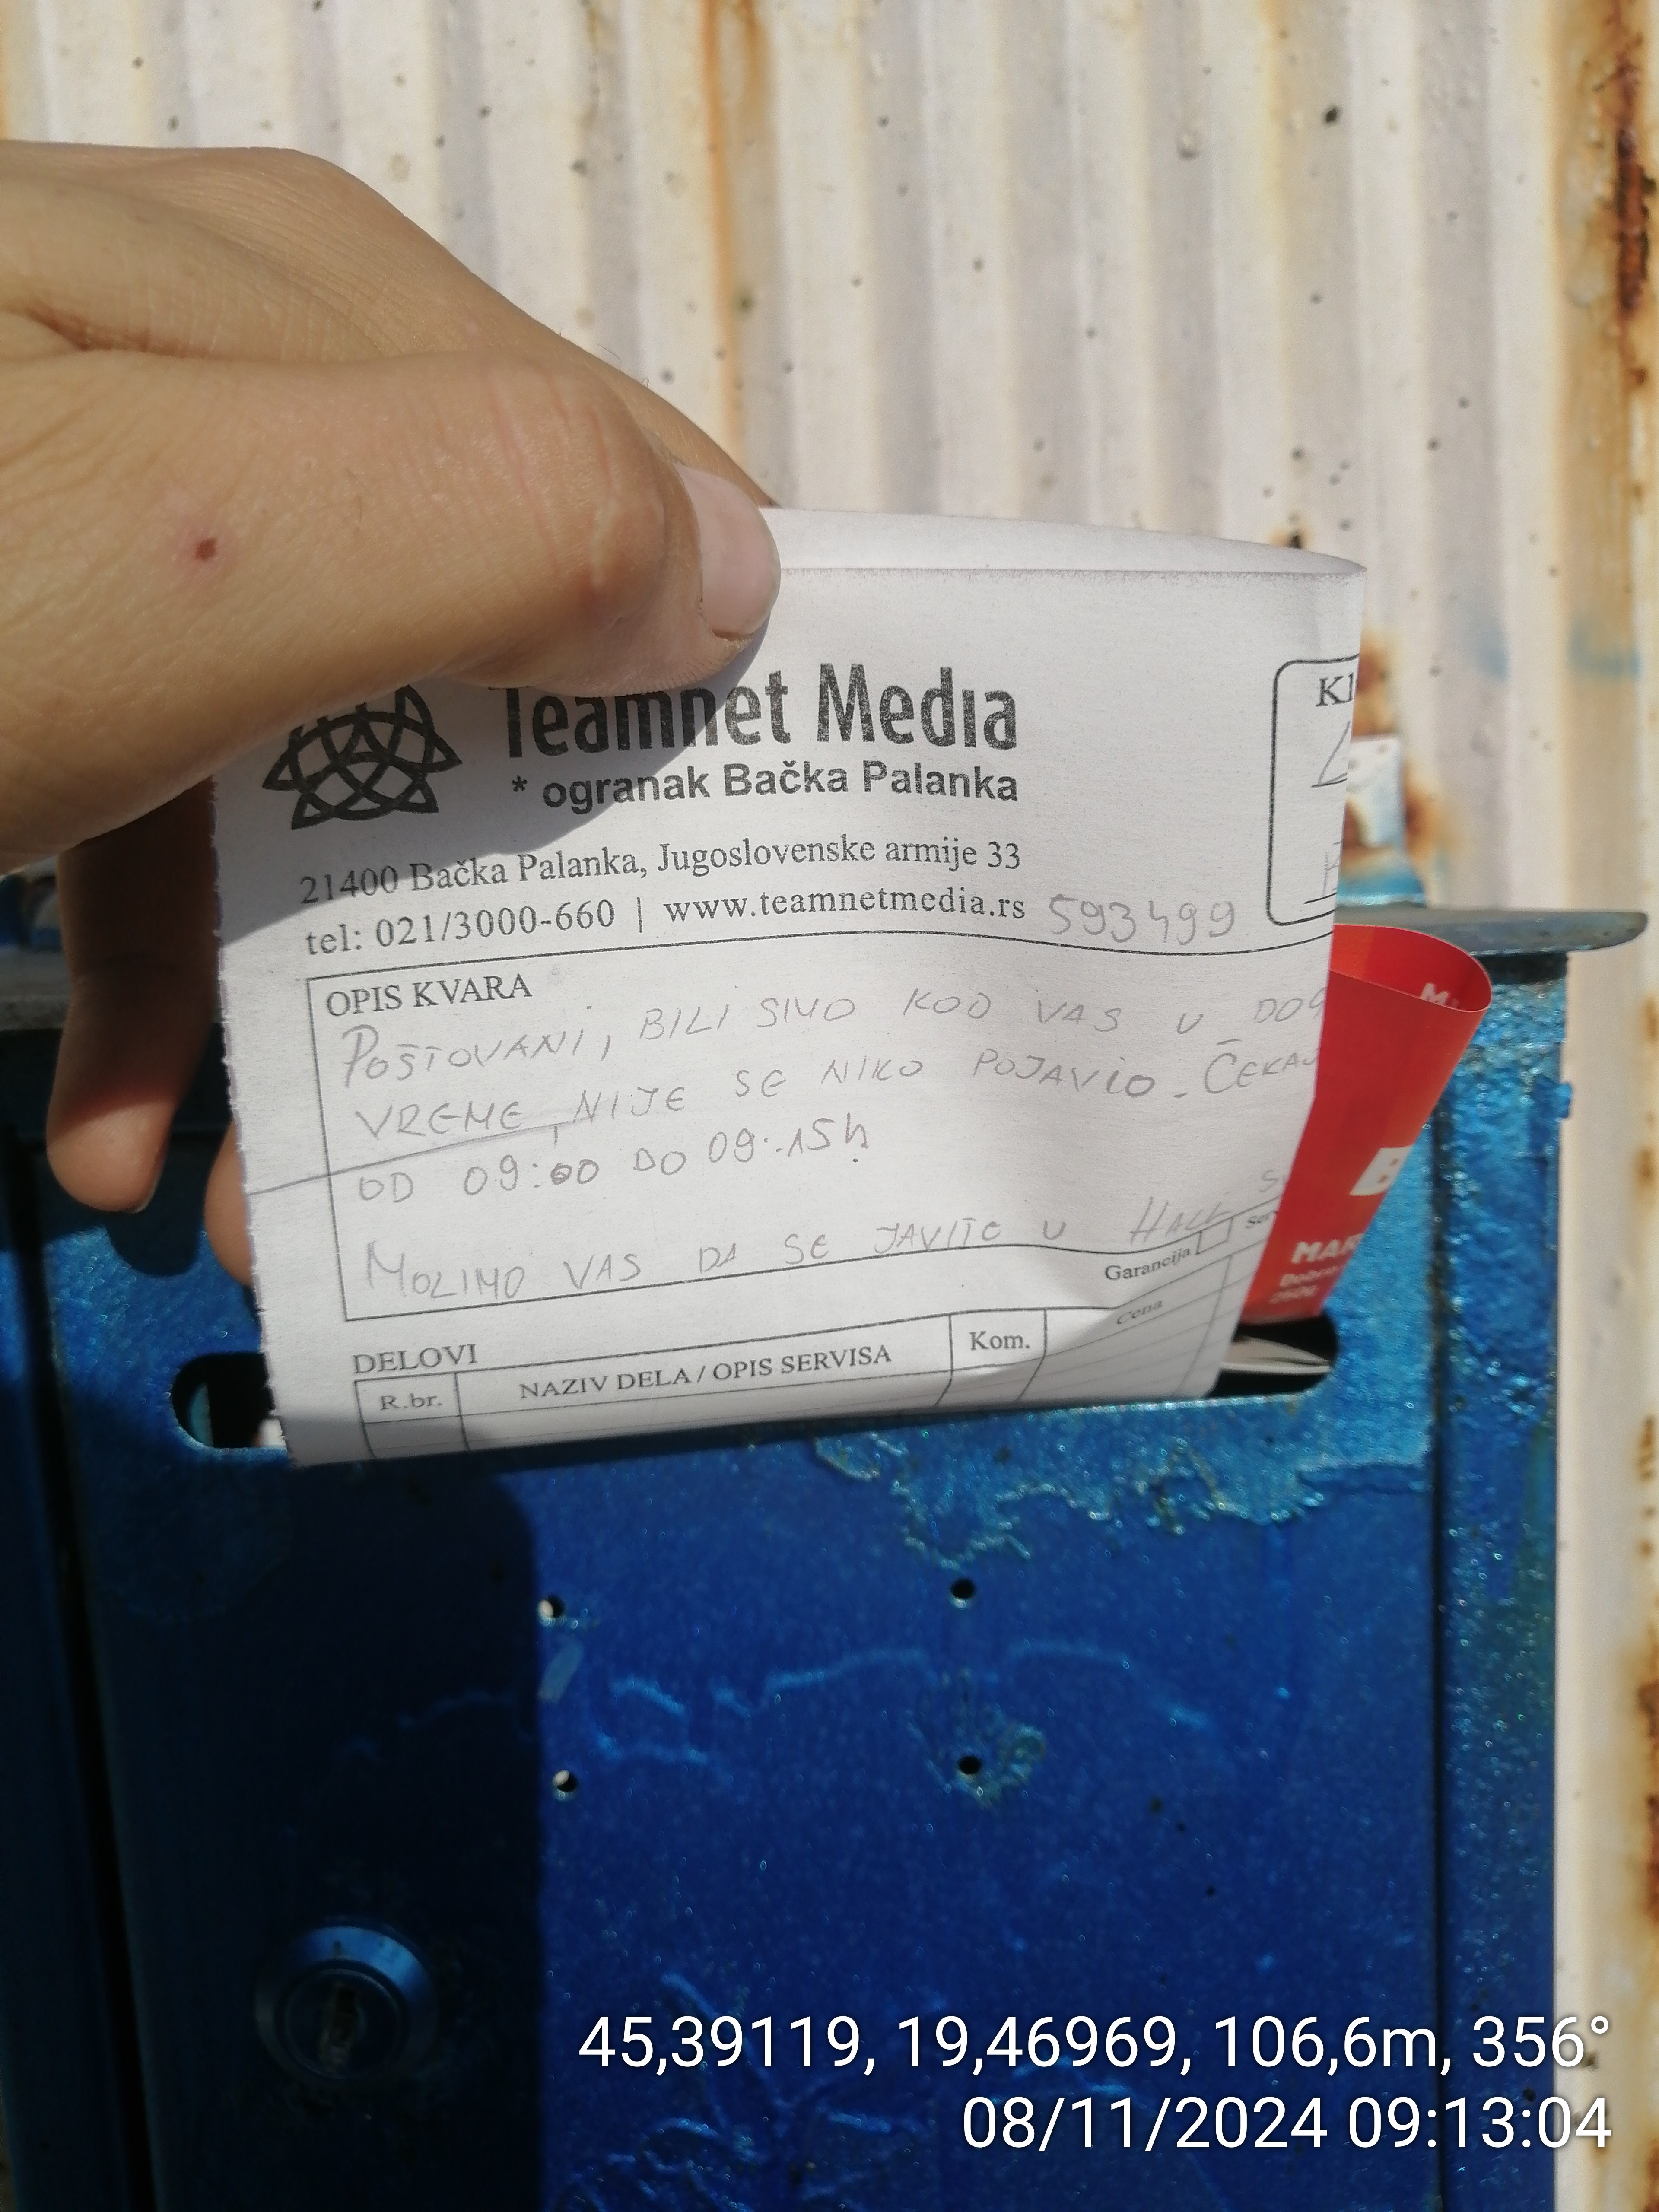 Teamnet Media
* ogranak Bačka Palanka
21400 Bačka Palanka, Jugoslovenske armije 33
tel: 021/3000-660 | www.teamnetmedia.rs 593499
OPIS KVARA
POŠTOVANI, BILI SMO KOD VAS U
VREME, NIJE SE NIKO POJAVIO.
OD 09:00 DO 09:15h
MOLIMO VAS DA SE JAVITE U
Garancija
Cena
DELOVI
R.br.
NAZIV DELA / OPIS SERVISA
Kom.
45,39119, 19,46969, 106,6m, 356°
08/11/2024 09:13:04